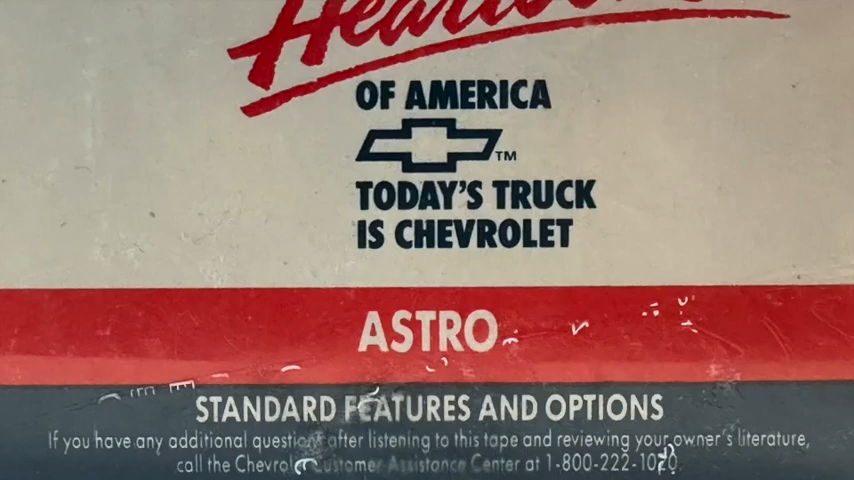 OF AMERICA
TM
TODAY'S TRUCK
IS CHEVROLET
ASTRO
STANDARD FEATURES AND OPTIONS
If you have any additional questions after listening to this tape and reviewing your owner's literature,
call the Chevrolet Customer Assistance Center at 1-800-222-1020.